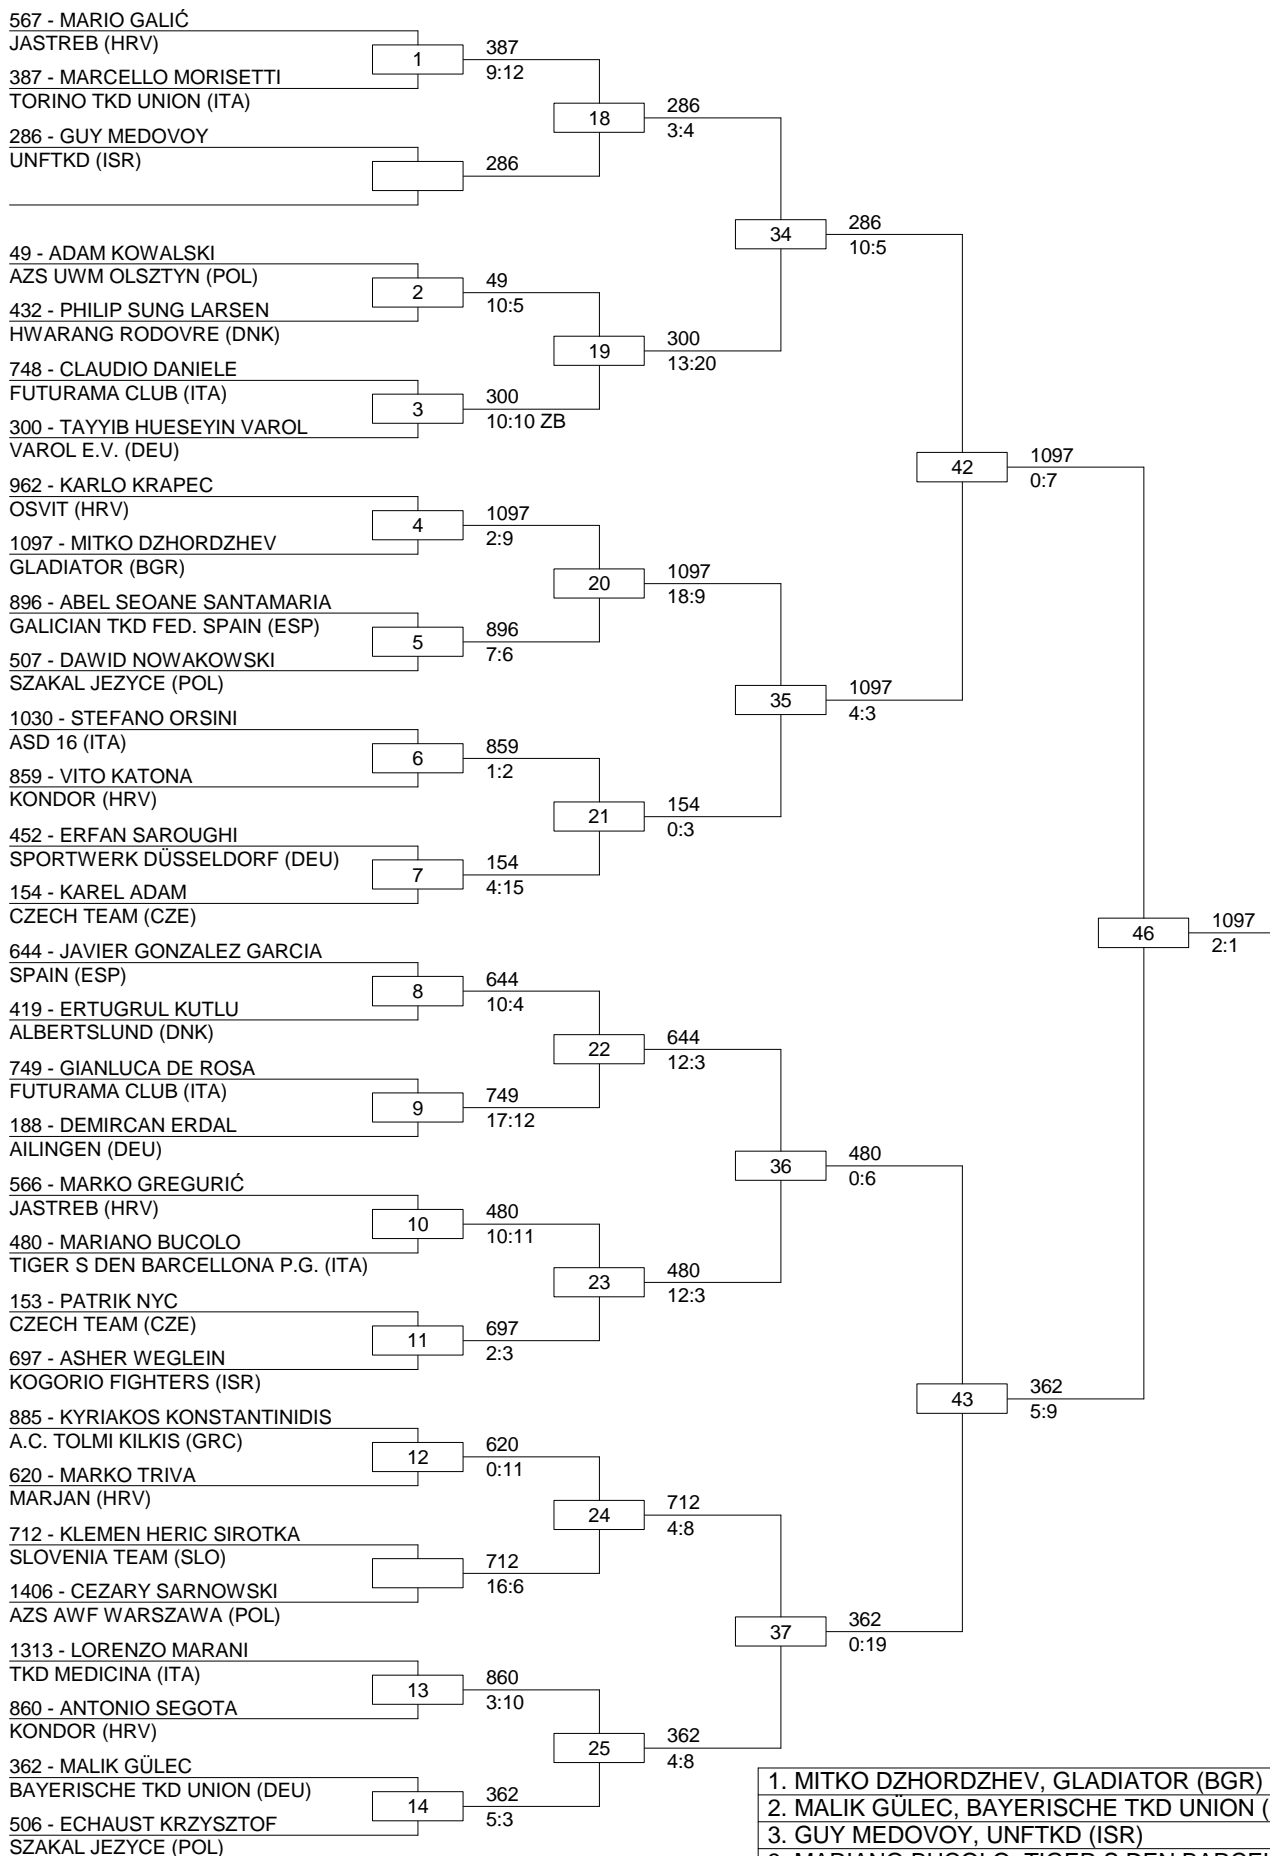 567 - MARIO GALIĆ
JASTREB (HRV)
1
387
9:12
387 - MARCELLO MORISETTI
TORINO TKD UNION (ITA)
18
286
3:4
286 - GUY MEDOVOY
UNFTKD (ISR)
286
34
286
10:5
49 - ADAM KOWALSKI
AZS UWM OLSZTYN (POL)
2
49
10:5
432 - PHILIP SUNG LARSEN
HWARANG RODOVRE (DNK)
19
300
13:20
748 - CLAUDIO DANIELE
FUTURAMA CLUB (ITA)
3
300
10:10 ZB
300 - TAYYIB HUESEYIN VAROL
VAROL E.V. (DEU)
42
1097
0:7
962 - KARLO KRAPEC
OSVIT (HRV)
4
1097
2:9
1097 - MITKO DZHORDZHEV
GLADIATOR (BGR)
20
1097
18:9
896 - ABEL SEOANE SANTAMARIA
GALICIAN TKD FED. SPAIN (ESP)
5
896
7:6
507 - DAWID NOWAKOWSKI
SZAKAL JEZYCE (POL)
35
1097
4:3
1030 - STEFANO ORSINI
ASD 16 (ITA)
6
859
1:2
859 - VITO KATONA
KONDOR (HRV)
21
154
0:3
452 - ERFAN SAROUGHI
SPORTWERK DÜSSELDORF (DEU)
7
154
4:15
154 - KAREL ADAM
CZECH TEAM (CZE)
46
1097
2:1
644 - JAVIER GONZALEZ GARCIA
SPAIN (ESP)
8
644
10:4
419 - ERTUGRUL KUTLU
ALBERTSLUND (DNK)
22
644
12:3
749 - GIANLUCA DE ROSA
FUTURAMA CLUB (ITA)
9
749
17:12
188 - DEMIRCAN ERDAL
AILINGEN (DEU)
36
480
0:6
566 - MARKO GREGURIĆ
JASTREB (HRV)
10
480
10:11
480 - MARIANO BUCOLO
TIGER S DEN BARCELLONA P.G. (ITA)
23
480
12:3
153 - PATRIK NYC
CZECH TEAM (CZE)
11
697
2:3
697 - ASHER WEGLEIN
KOGORIO FIGHTERS (ISR)
43
362
5:9
885 - KYRIAKOS KONSTANTINIDIS
A.C. TOLMI KILKIS (GRC)
12
620
0:11
620 - MARKO TRIVA
MARJAN (HRV)
24
712
4:8
712 - KLEMEN HERIC SIROTKA
SLOVENIA TEAM (SLO)
712
16:6
1406 - CEZARY SARNOWSKI
AZS AWF WARSZAWA (POL)
37
362
0:19
1313 - LORENZO MARANI
TKD MEDICINA (ITA)
13
860
3:10
860 - ANTONIO SEGOTA
KONDOR (HRV)
25
362
4:8
362 - MALIK GÜLEC
BAYERISCHE TKD UNION (DEU)
14
362
5:3
506 - ECHAUST KRZYSZTOF
SZAKAL JEZYCE (POL)
1. MITKO DZHORDZHEV, GLADIATOR (BGR)
2. MALIK GÜLEC, BAYERISCHE TKD UNION (
3. GUY MEDOVOY, UNFTKD (ISR)